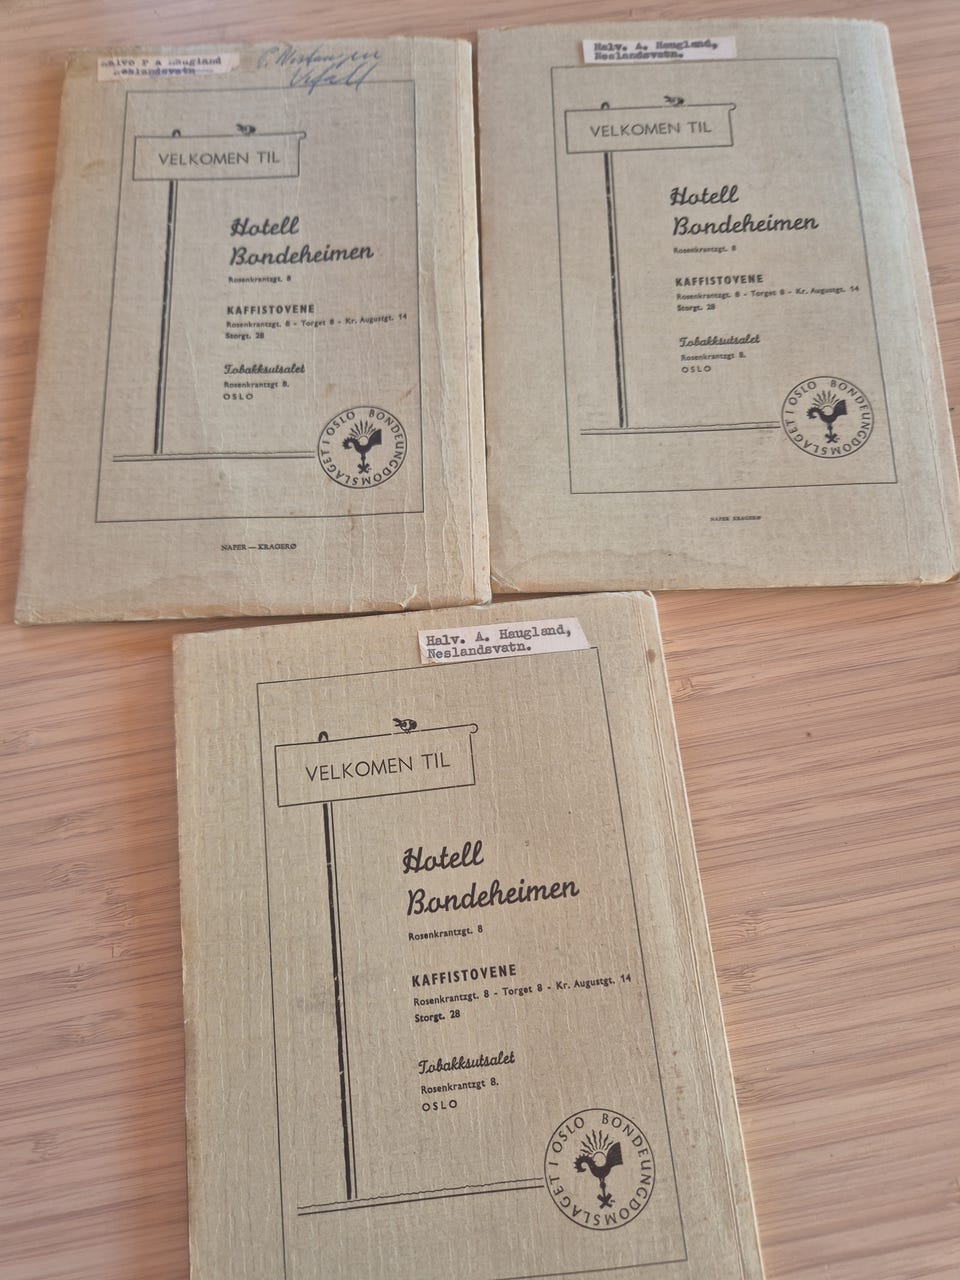 Halvo P A Haugland
Neslandsvatn
VELKOMEN TIL
Hotell
Bondeheimen
Rosenkrantzgt. 8
KAFFISTOVENE
Rosenkrantzgt. 8 - Torget 8 - Kr. Augustgt. 14
Storgt. 28
Tobakksutsalet
Rosenkrantzgt 8.
OSLO
BONDEUNGDOMSLAGET I OSLO
NAPER — KRAGERØ
Halv. A. Haugland,
Neslandsvatn.
VELKOMEN TIL
Hotell
Bondeheimen
Rosenkrantzgt. 8
KAFFISTOVENE
Rosenkrantzgt. 8 - Torget 8 - Kr. Augustgt. 14
Storgt. 28
Tobakksutsalet
Rosenkrantzgt 8.
OSLO
BONDEUNGDOMSLAGET I OSLO
NAPER KRAGERØ
Halv. A. Haugland,
Neslandsvatn.
VELKOMEN TIL
Hotell
Bondeheimen
Rosenkrantzgt. 8
KAFFISTOVENE
Rosenkrantzgt. 8 - Torget 8 - Kr. Augustgt. 14
Storgt. 28
Tobakksutsalet
Rosenkrantzgt 8.
OSLO
BONDEUNGDOMSLAGET I OSLO